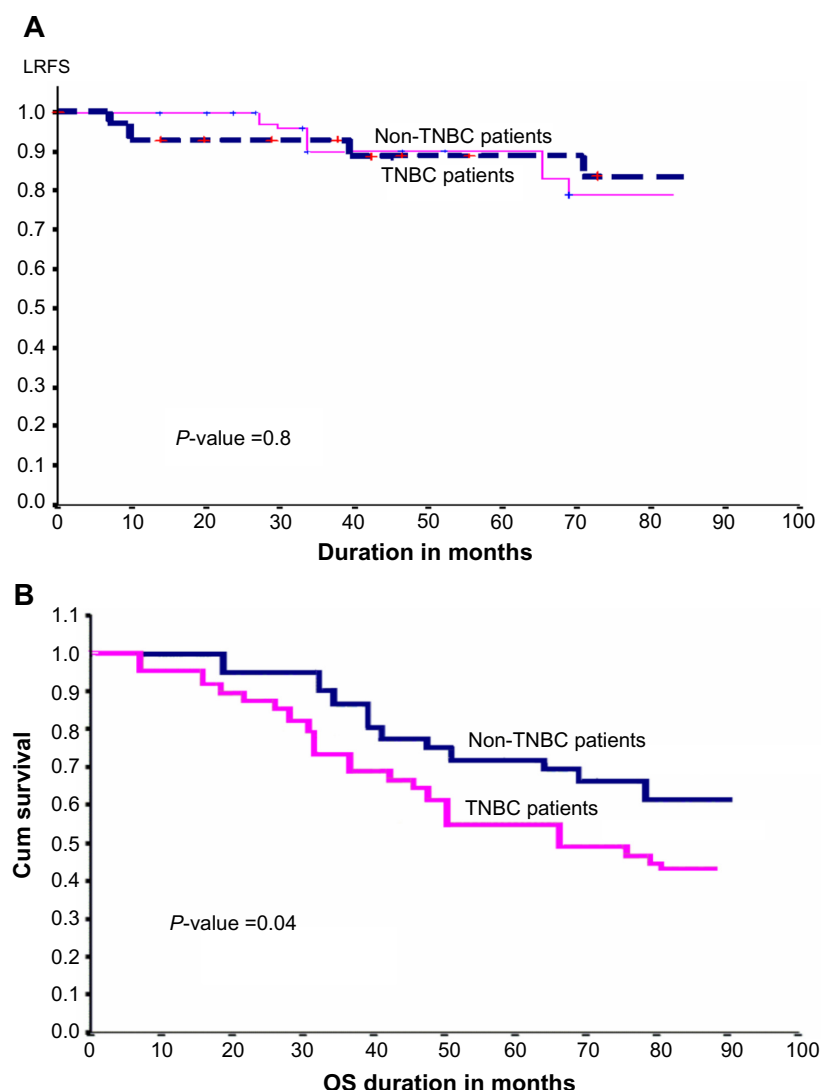 A
LRFS
1.0
0.9
0.8
0.7
0.6
0.5
0.4
0.3
0.2
0.1
0.0
Non-TNBC patients
TNBC patients
P-value =0.8
0 10 20 30 40 50 60 70 80 90 100
Duration in months
B
Cum survival
1.1
1.0
0.9
0.8
0.7
0.6
0.5
0.4
0.3
0.2
0.1
0.0
Non-TNBC patients
TNBC patients
P-value =0.04
0 10 20 30 40 50 60 70 80 90 100
OS duration in months